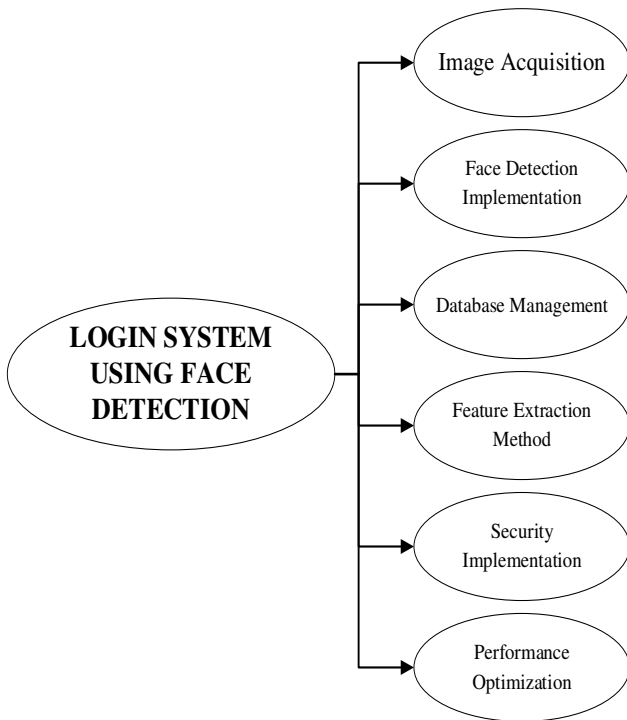 Image Acquisition
Face Detection
Implementation
Database Management
LOGIN SYSTEM
USING FACE
DETECTION
Feature Extraction
Method
Security
Implementation
Performance
Optimization